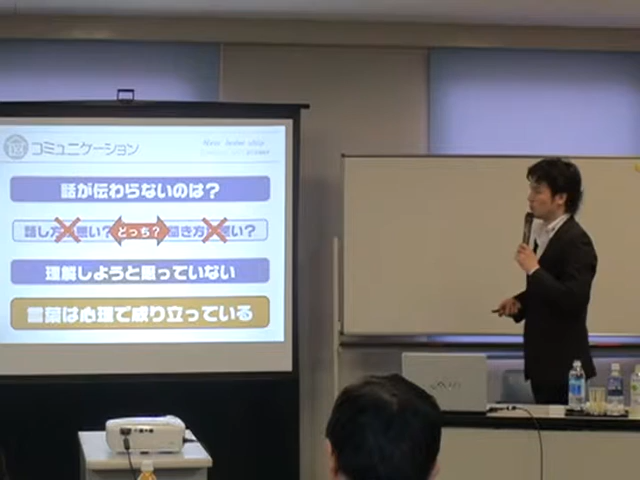 コミュニケーション
話が伝わらないのは？
話し方が悪い？ どっち？ 聞き方が悪い？
理解しようと思っていない
言葉は心理で成り立っている
VAIO